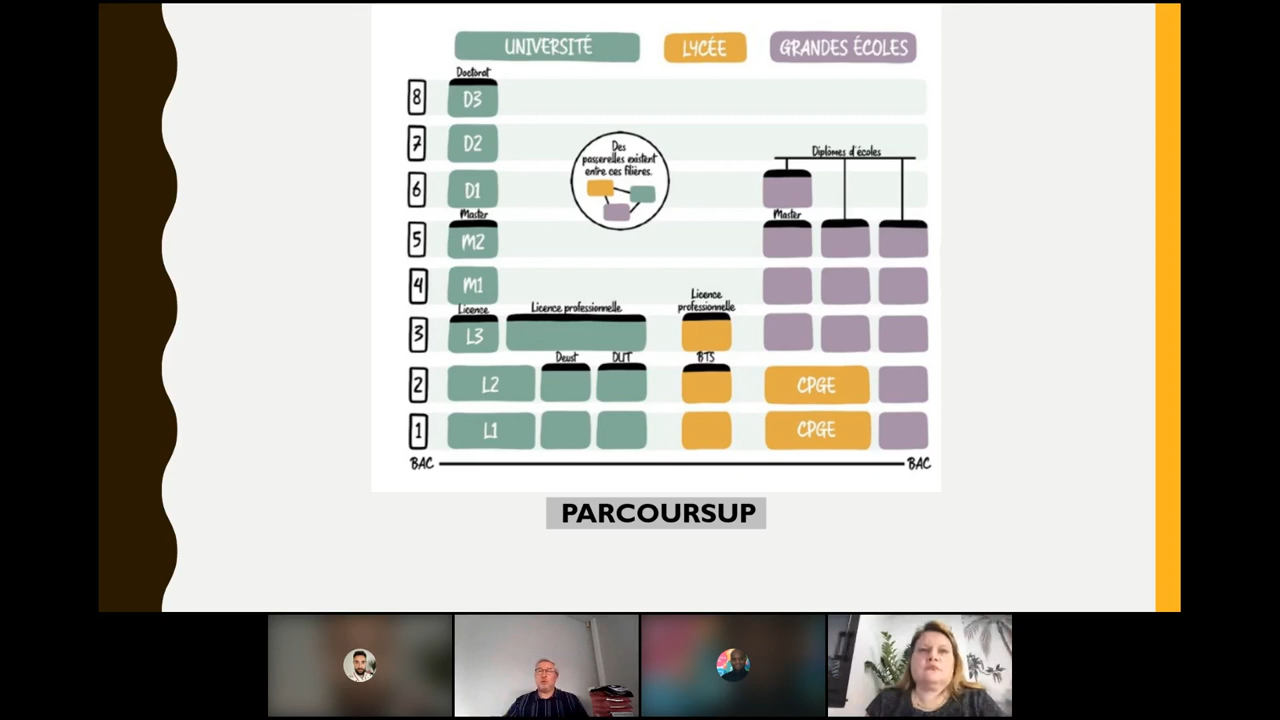 UNIVERSITÉ
LYCÉE
GRANDES ÉCOLES
Doctorat
8
D3
7
D2
Des
passerelles existent
entre ces filières.
Diplômes d'écoles
6
D1
Master
Master
5
M2
4
M1
Licence
Licence professionnelle
Licence
professionnelle
3
L3
Deust
DUT
BTS
2
L2
CPGE
1
L1
CPGE
BAC
BAC
PARCOURSUP